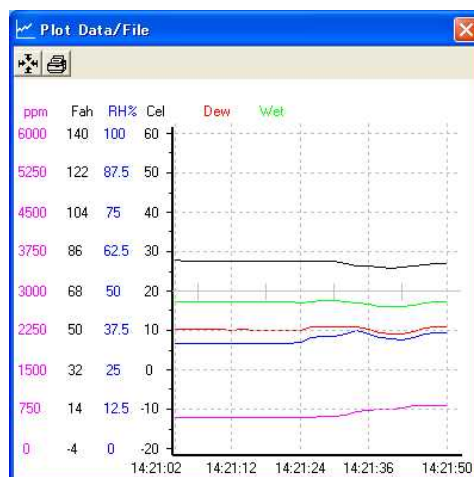 Plot Data/File
ppm Fah RH% Cel Dew Wet
6000 140 100 60
5250 122 87.5 50
4500 104 75 40
3750 86 62.5 30
3000 68 50 20
2250 50 37.5 10
1500 32 25 0
750 14 12.5 -10
0 -4 0 -20
14:21:02 14:21:12 14:21:24 14:21:36 14:21:50